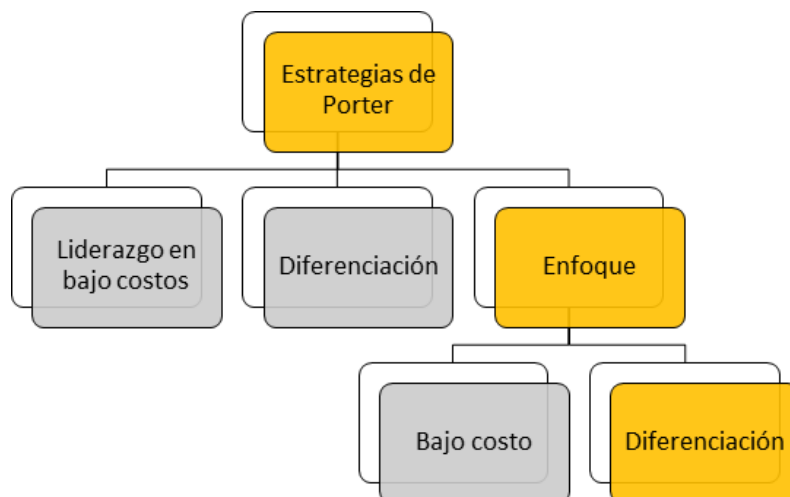 Estrategias de
Porter
Liderazgo en
bajo costos
Diferenciación
Enfoque
Bajo costo
Diferenciación